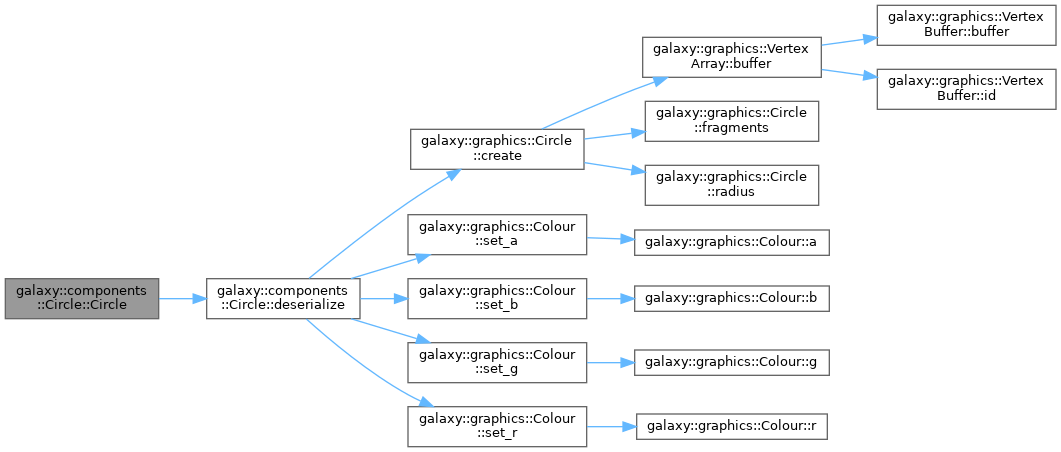 galaxy::components
::Circle::Circle
galaxy::components
::Circle::deserialize
galaxy::graphics::Circle
::create
galaxy::graphics::Vertex
Array::buffer
galaxy::graphics::Vertex
Buffer::buffer
galaxy::graphics::Vertex
Buffer::id
galaxy::graphics::Circle
::fragments
galaxy::graphics::Circle
::radius
galaxy::graphics::Colour
::set_a
galaxy::graphics::Colour::a
galaxy::graphics::Colour
::set_b
galaxy::graphics::Colour::b
galaxy::graphics::Colour
::set_g
galaxy::graphics::Colour::g
galaxy::graphics::Colour
::set_r
galaxy::graphics::Colour::r